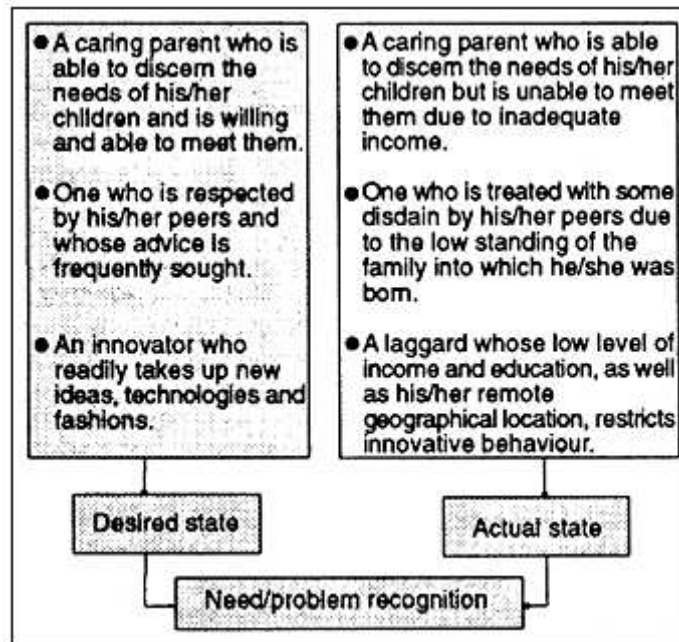 ● A caring parent who is
able to discern the
needs of his/her
children and is willing
and able to meet them.
● One who is respected
by his/her peers and
whose advice is
frequently sought.
● An innovator who
readily takes up new
ideas, technologies and
fashions.
● A caring parent who is able
to discern the needs of his/her
children but is unable to meet
them due to inadequate
income.
● One who is treated with some
disdain by his/her peers due
to the low standing of the
family into which he/she was
born.
● A laggard whose low level of
income and education, as well
as his/her remote
geographical location, restricts
innovative behaviour.
Desired state
Actual state
Need/problem recognition